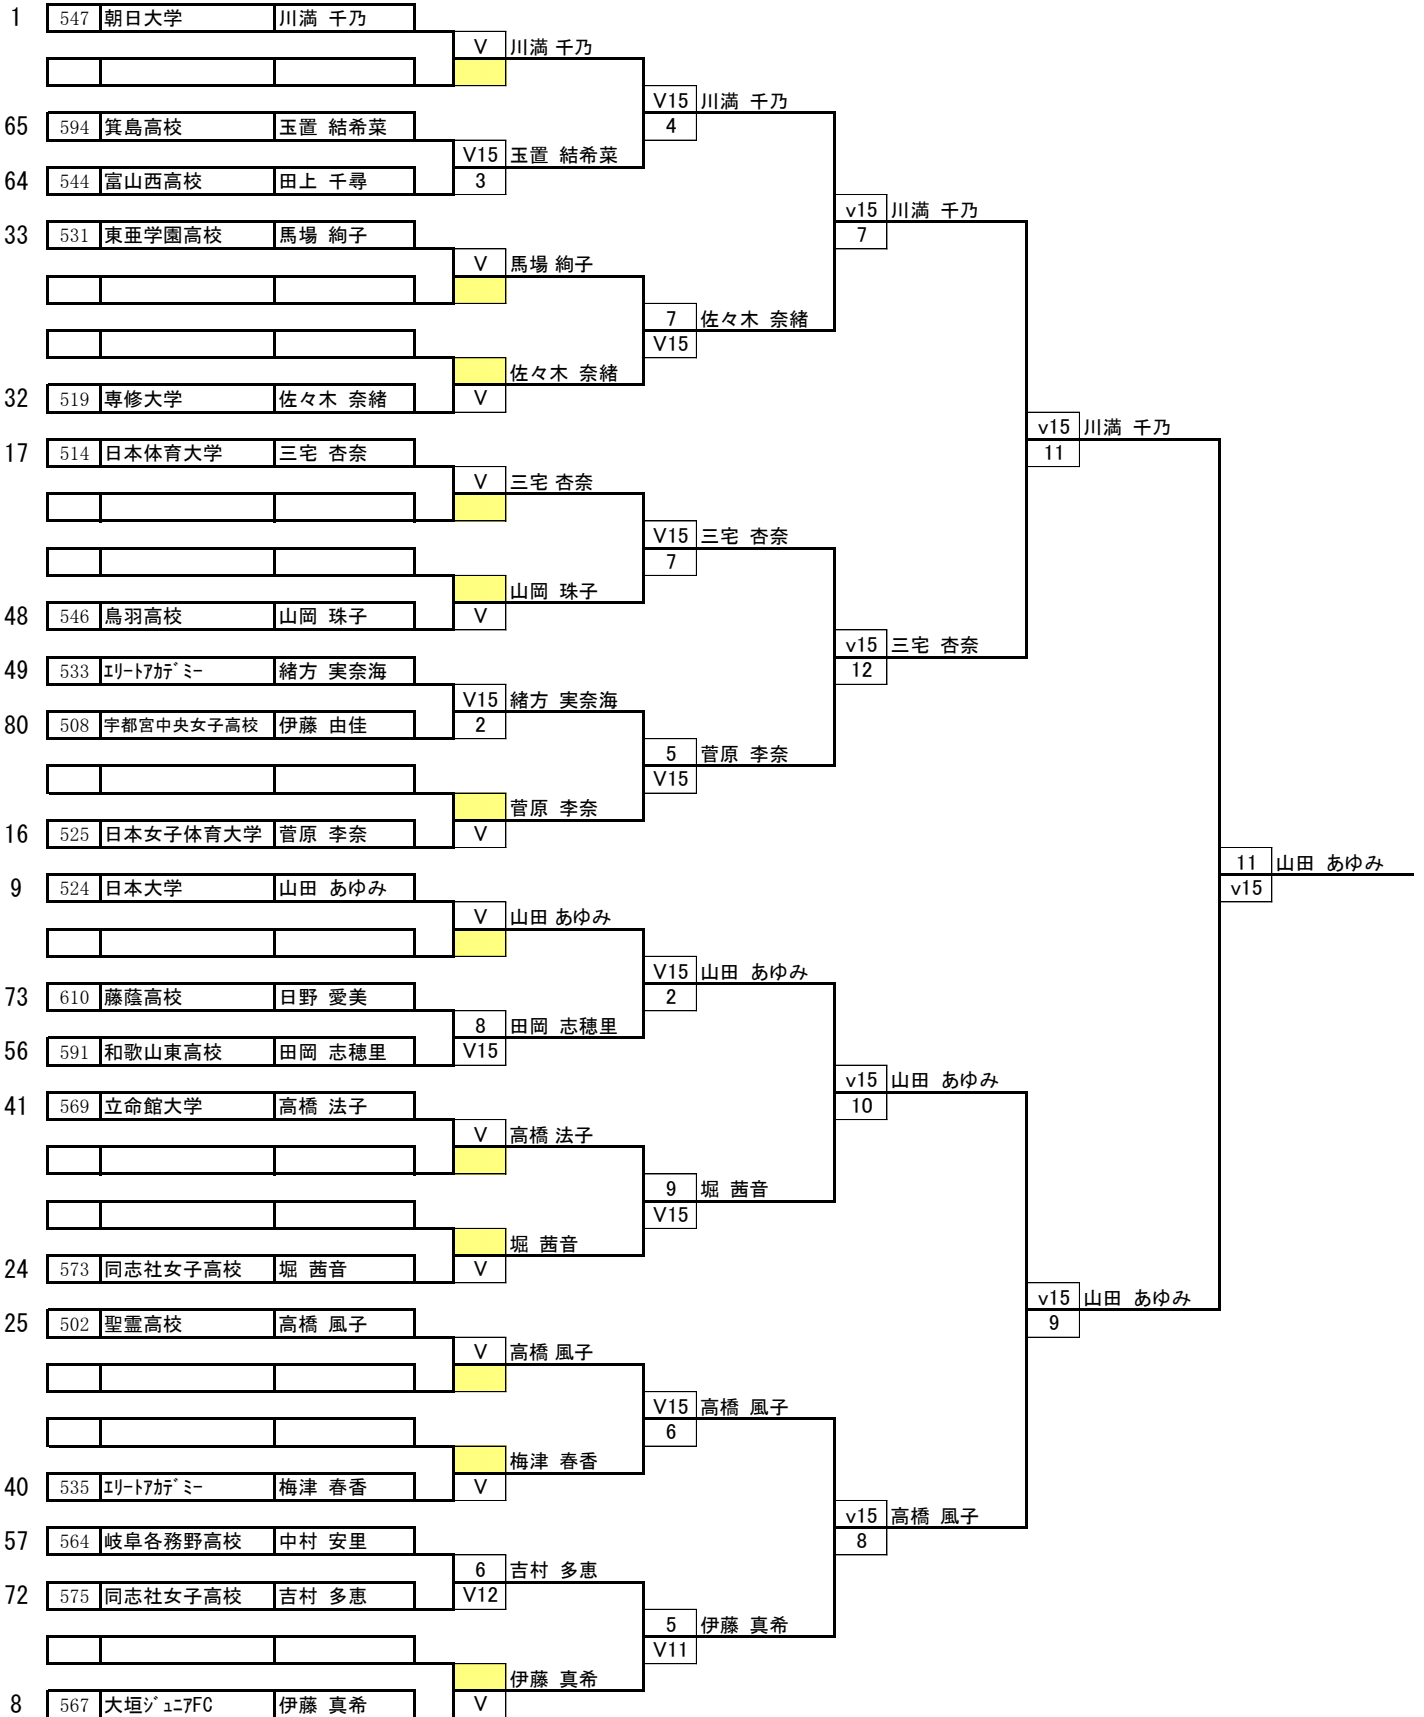 1 547 朝日大学 川満 千乃
V 川満 千乃
V15 川満 千乃
4
65 594 箕島高校 玉置 結希菜
V15 玉置 結希菜
3
64 544 富山西高校 田上 千尋
v15 川満 千乃
7
33 531 東亜学園高校 馬場 絢子
V 馬場 絢子
7 佐々木 奈緒
V15
佐々木 奈緒
V
32 519 専修大学 佐々木 奈緒
v15 川満 千乃
11
17 514 日本体育大学 三宅 杏奈
V 三宅 杏奈
V15 三宅 杏奈
7
山岡 珠子
V
48 546 鳥羽高校 山岡 珠子
v15 三宅 杏奈
12
49 533 ｴﾘｰﾄｱｶﾃﾞﾐｰ 緒方 実奈海
V15 緒方 実奈海
2
80 508 宇都宮中央女子高校 伊藤 由佳
5 菅原 李奈
V15
菅原 李奈
V
16 525 日本女子体育大学 菅原 李奈
11 山田 あゆみ
v15
9 524 日本大学 山田 あゆみ
V 山田 あゆみ
V15 山田 あゆみ
2
73 610 藤蔭高校 日野 愛美
8 田岡 志穂里
V15
56 591 和歌山東高校 田岡 志穂里
v15 山田 あゆみ
10
41 569 立命館大学 高橋 法子
V 高橋 法子
9 堀 茜音
V15
堀 茜音
V
24 573 同志社女子高校 堀 茜音
v15 山田 あゆみ
9
25 502 聖霊高校 高橋 風子
V 高橋 風子
V15 高橋 風子
6
梅津 春香
V
40 535 ｴﾘｰﾄｱｶﾃﾞﾐｰ 梅津 春香
v15 高橋 風子
8
57 564 岐阜各務野高校 中村 安里
6 吉村 多恵
V12
72 575 同志社女子高校 吉村 多恵
5 伊藤 真希
V11
伊藤 真希
V
8 567 大垣ｼﾞｭﾆｱFC 伊藤 真希